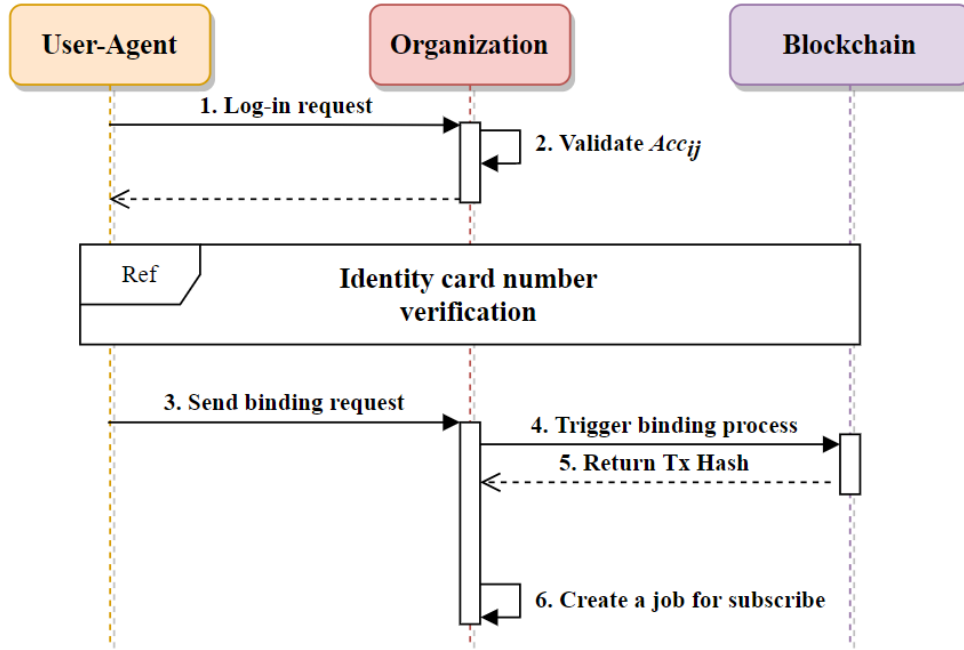 User-Agent
Organization
Blockchain
1. Log-in request
2. Validate Accij
Ref
Identity card number
verification
3. Send binding request
4. Trigger binding process
5. Return Tx Hash
6. Create a job for subscribe